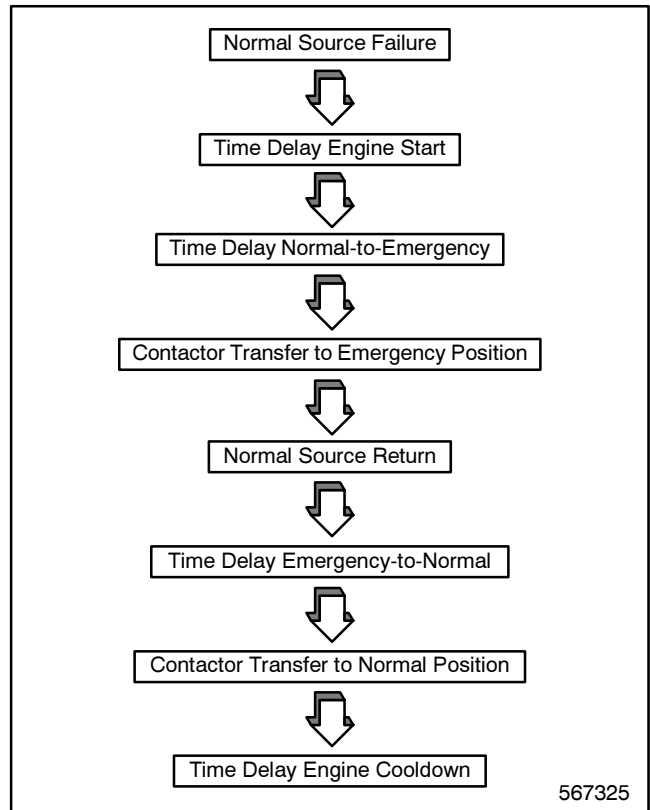 Normal Source Failure
Time Delay Engine Start
Time Delay Normal-to-Emergency
Contactor Transfer to Emergency Position
Normal Source Return
Time Delay Emergency-to-Normal
Contactor Transfer to Normal Position
Time Delay Engine Cooldown
567325